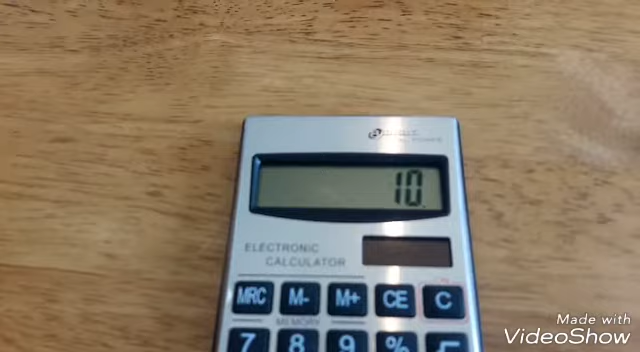 10.
ELECTRONIC
CALCULATOR
MRC M- M+ CE C
MEMORY
7 8 9 %
Made with
VideoShow